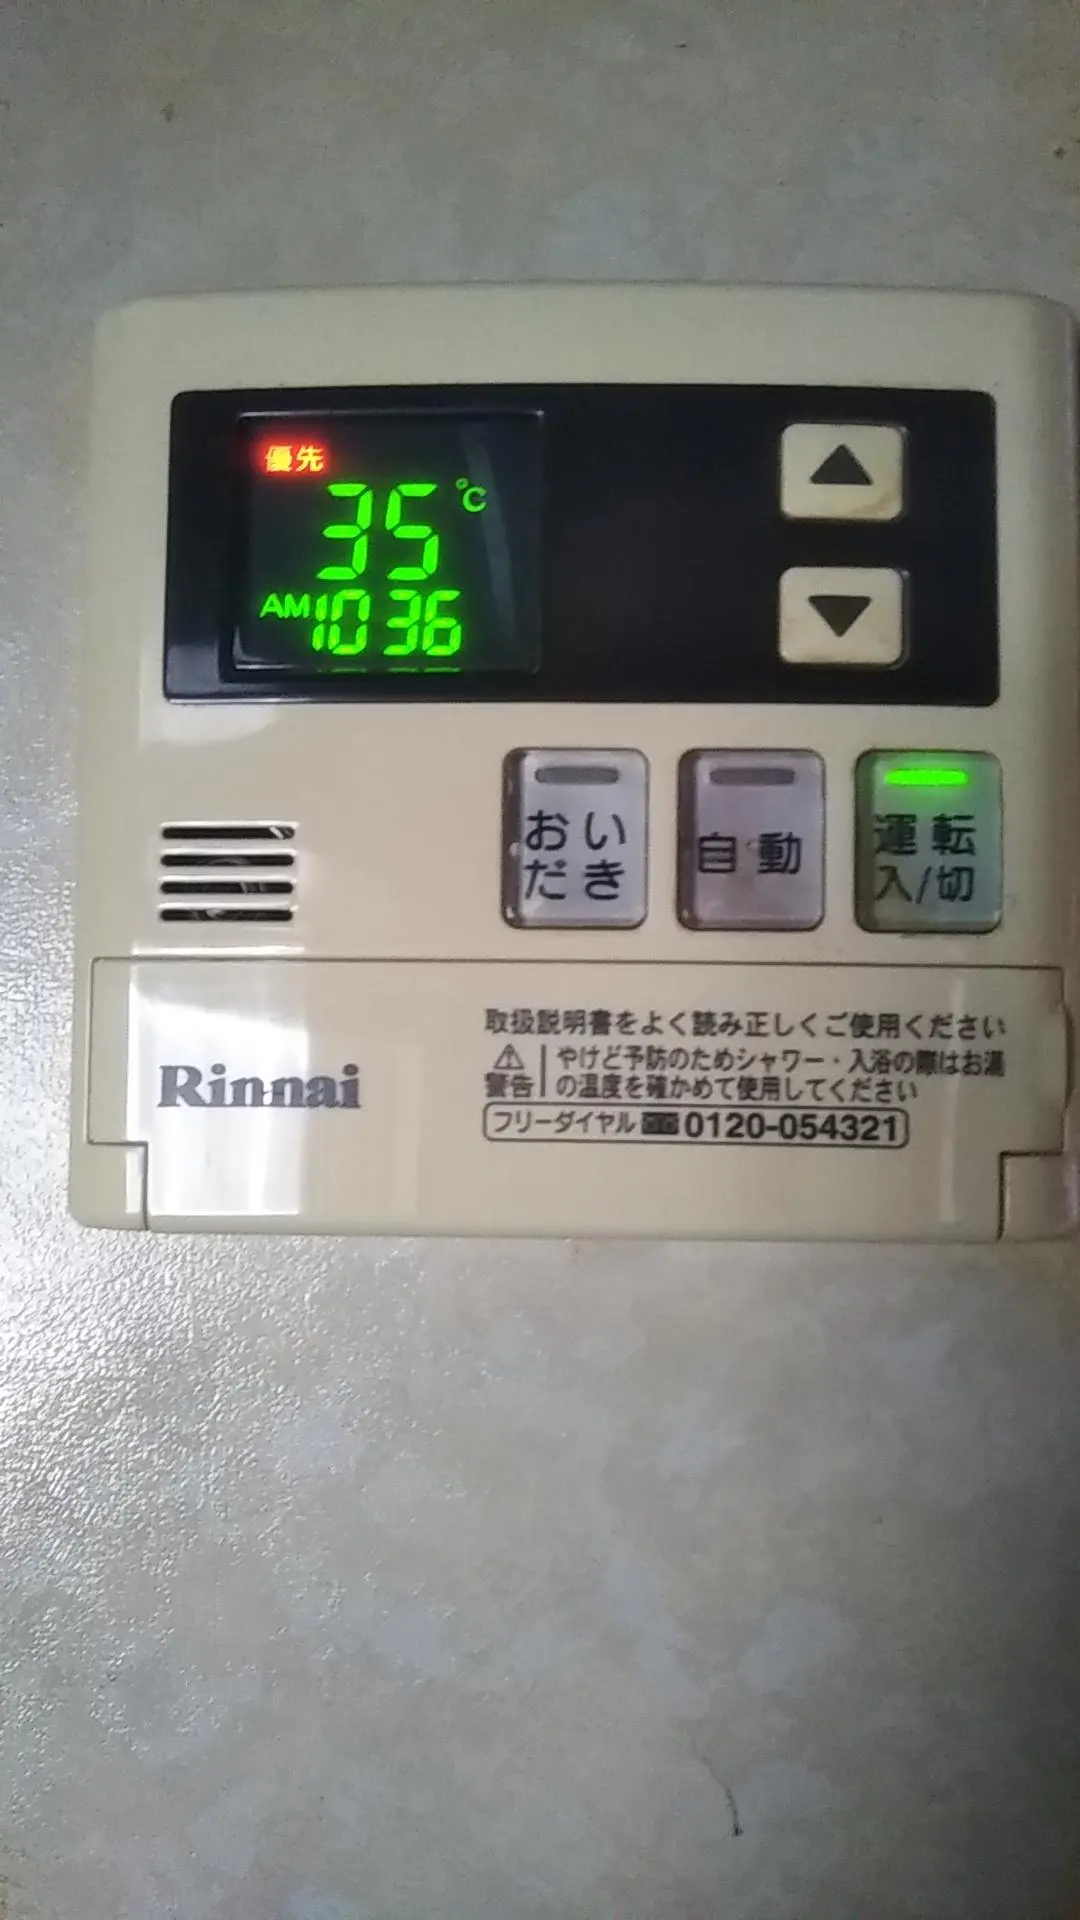 優先
35℃
AM 10 36
おい
だき
自動
運転
入/切
Rinnai
取扱説明書をよく読み正しくご使用ください
警告
やけど予防のためシャワー・入浴の際はお湯
の温度を確かめて使用してください
フリーダイヤル 0120-054321